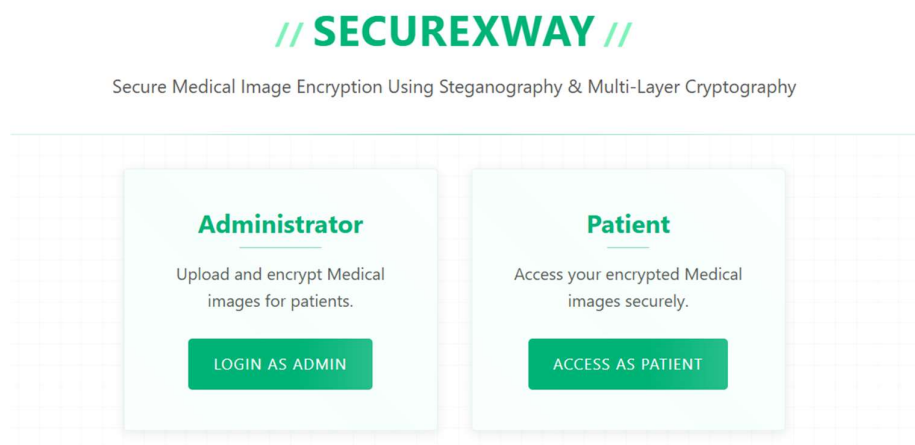 // SECUREXWAY //
Secure Medical Image Encryption Using Steganography & Multi-Layer Cryptography
Administrator
Upload and encrypt Medical
images for patients.
LOGIN AS ADMIN
Patient
Access your encrypted Medical
images securely.
ACCESS AS PATIENT